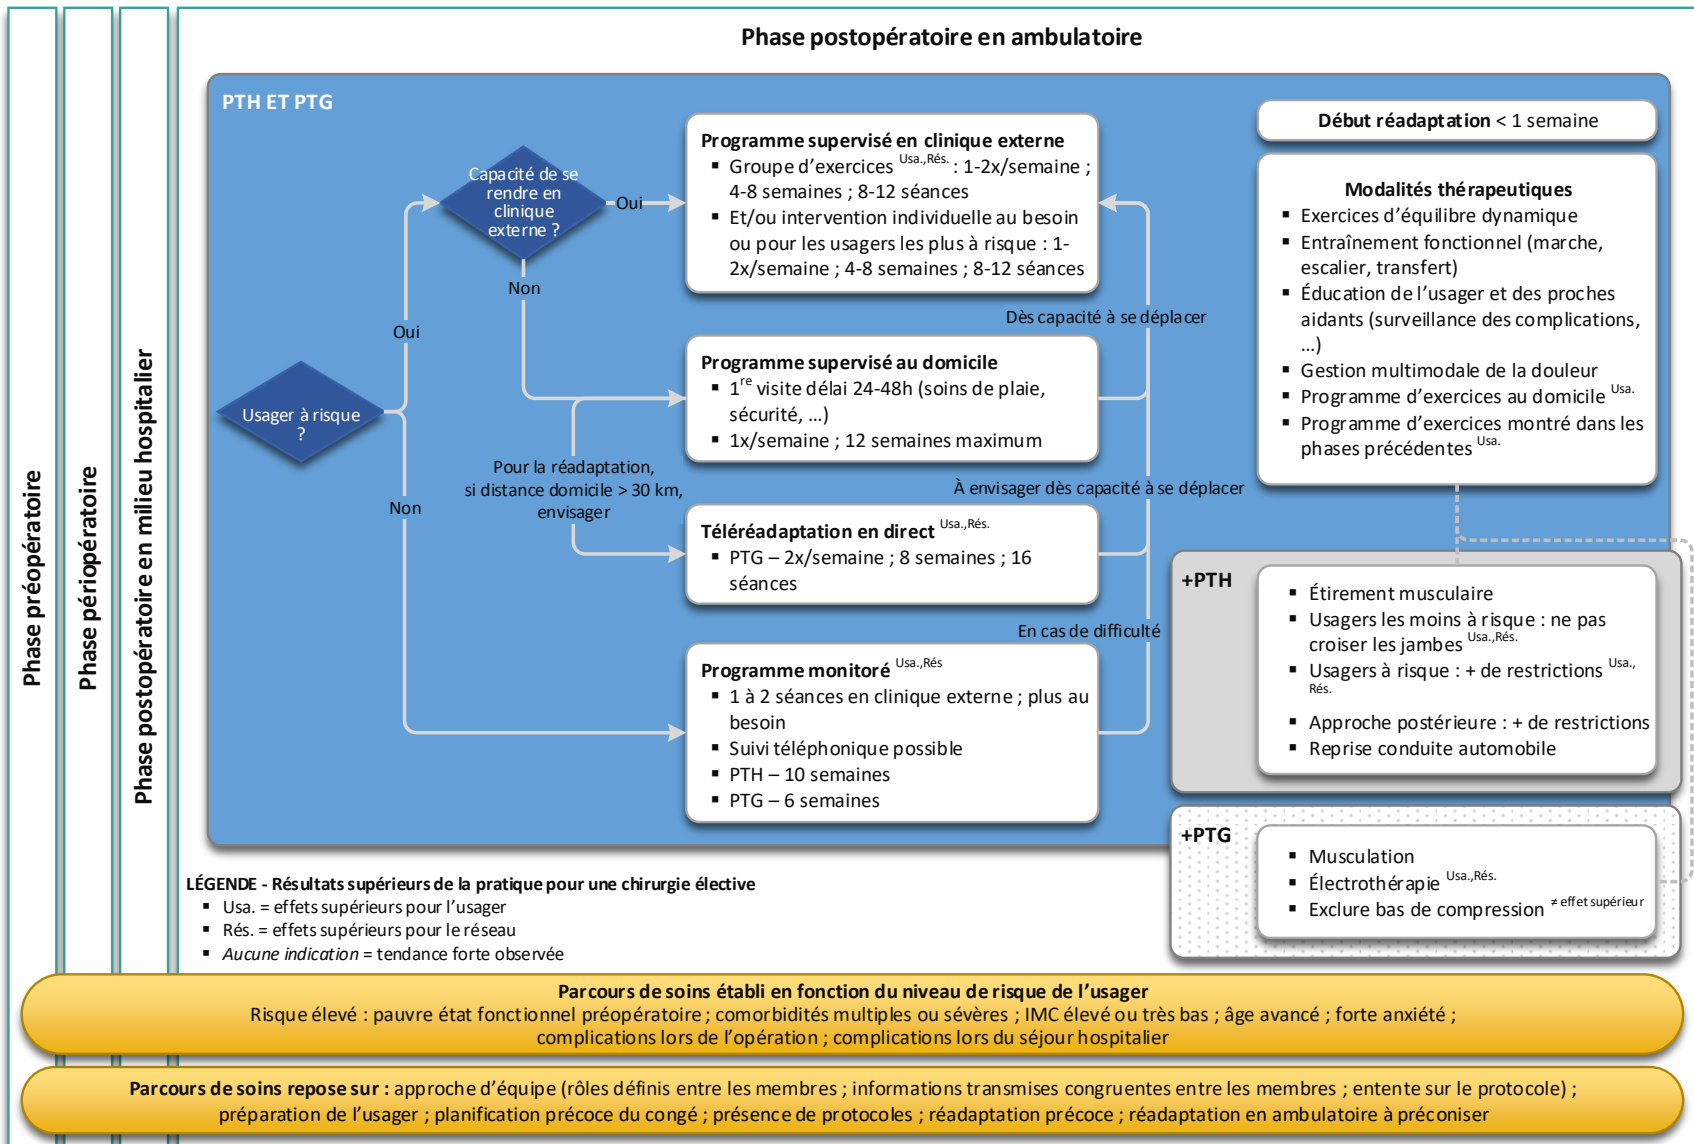 Phase préopératoire
Phase périopératoire
Phase postopératoire en milieu hospitalier
Phase postopératoire en ambulatoire
PTH ET PTG
Usager à risque
?
Oui
Non
Capacité de se
rendre en
clinique
externe ?
Oui
Non
Pour la réadaptation,
si distance domicile > 30 km,
envisager
Programme supervisé en clinique externe
▪ Groupe d’exercices Usa.,Rés. : 1-2x/semaine ;
4-8 semaines ; 8-12 séances
▪ Et/ou intervention individuelle au besoin
ou pour les usagers les plus à risque : 1-
2x/semaine ; 4-8 semaines ; 8-12 séances
Dès capacité à se déplacer
Programme supervisé au domicile
▪ 1re visite délai 24-48h (soins de plaie,
sécurité, …)
▪ 1x/semaine ; 12 semaines maximum
À envisager dès capacité à se déplacer
Téléréadaptation en direct Usa.,Rés.
▪ PTG – 2x/semaine ; 8 semaines ; 16
séances
En cas de difficulté
Programme monitoré Usa.,Rés
▪ 1 à 2 séances en clinique externe ; plus au
besoin
▪ Suivi téléphonique possible
▪ PTH – 10 semaines
▪ PTG – 6 semaines
Début réadaptation < 1 semaine
Modalités thérapeutiques
▪ Exercices d’équilibre dynamique
▪ Entraînement fonctionnel (marche,
escalier, transfert)
▪ Éducation de l’usager et des proches
aidants (surveillance des complications,
…)
▪ Gestion multimodale de la douleur
▪ Programme d’exercices au domicile Usa.
▪ Programme d’exercices montré dans les
phases précédentes Usa.
+PTH
▪ Étirement musculaire
▪ Usagers les moins à risque : ne pas
croiser les jambes Usa.,Rés.
▪ Usagers à risque : + de restrictions Usa.,
Rés.
▪ Approche postérieure : + de restrictions
▪ Reprise conduite automobile
+PTG
▪ Musculation
▪ Électrothérapie Usa.,Rés.
▪ Exclure bas de compression ≠ effet supérieur
LÉGENDE - Résultats supérieurs de la pratique pour une chirurgie élective
▪ Usa. = effets supérieurs pour l’usager
▪ Rés. = effets supérieurs pour le réseau
▪ Aucune indication = tendance forte observée
Parcours de soins établi en fonction du niveau de risque de l’usager
Risque élevé : pauvre état fonctionnel préopératoire ; comorbidités multiples ou sévères ; IMC élevé ou très bas ; âge avancé ; forte anxiété ;
complications lors de l’opération ; complications lors du séjour hospitalier
Parcours de soins repose sur : approche d’équipe (rôles définis entre les membres ; informations transmises congruentes entre les membres ; entente sur le protocole) ;
préparation de l’usager ; planification précoce du congé ; présence de protocoles ; réadaptation précoce ; réadaptation en ambulatoire à préconiser